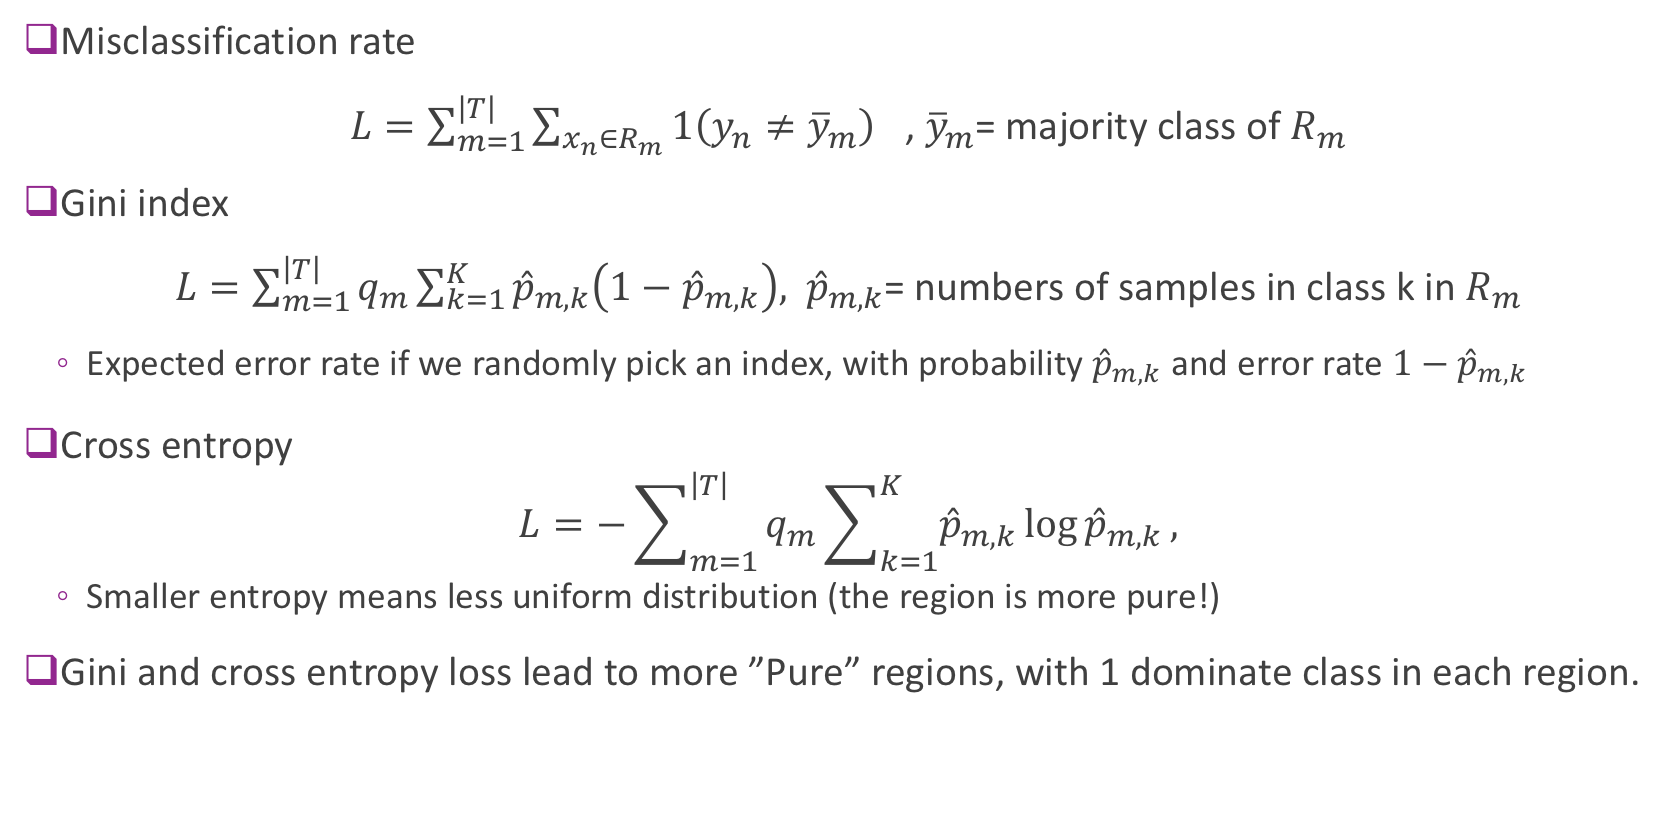 ❑Misclassification rate
L = ∑_{m=1}^{|T|} ∑_{x_n∈R_m} 1(y_n ≠ ȳ_m) , ȳ_m= majority class of R_m
❑Gini index
L = ∑_{m=1}^{|T|} q_m ∑_{k=1}^{K} p̂_{m,k}(1 − p̂_{m,k}), p̂_{m,k}= numbers of samples in class k in R_m
◦ Expected error rate if we randomly pick an index, with probability p̂_{m,k} and error rate 1 − p̂_{m,k}
❑Cross entropy
L = − ∑_{m=1}^{|T|} q_m ∑_{k=1}^{K} p̂_{m,k} log p̂_{m,k} ,
◦ Smaller entropy means less uniform distribution (the region is more pure!)
❑Gini and cross entropy loss lead to more ”Pure” regions, with 1 dominate class in each region.